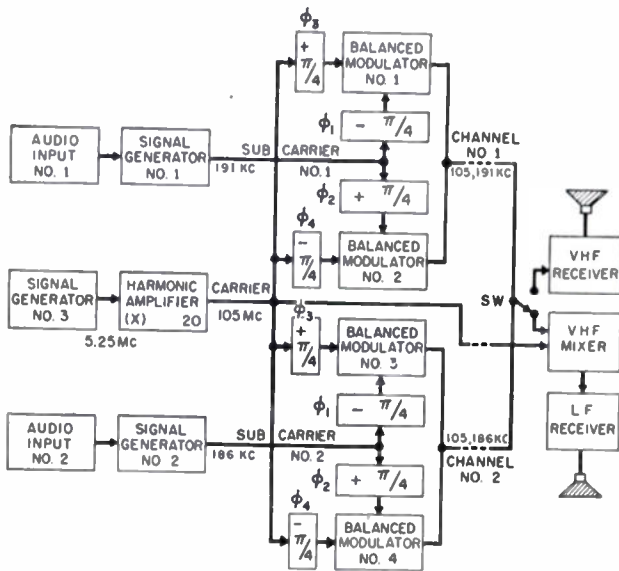 ϕ3
+ π/4
BALANCED
MODULATOR
NO. 1
ϕ1
- π/4
AUDIO
INPUT
NO. 1
SIGNAL
GENERATOR
NO. 1
SUB CARRIER
191 KC
NO. 1
CHANNEL
NO 1
105,191 KC
ϕ2
+ π/4
ϕ4
- π/4
BALANCED
MODULATOR
NO. 2
VHF
RECEIVER
SIGNAL
GENERATOR
NO. 3
5.25 MC
HARMONIC
AMPLIFIER
(X) 20
CARRIER
105 MC
SW
VHF
MIXER
ϕ3
+ π/4
BALANCED
MODULATOR
NO. 3
ϕ1
- π/4
LF
RECEIVER
AUDIO
INPUT
NO. 2
SIGNAL
GENERATOR
NO 2
SUB CARRIER
186 KC
NO. 2
105,186 KC
CHANNEL
NO. 2
ϕ2
+ π/4
ϕ4
- π/4
BALANCED
MODULATOR
NO. 4